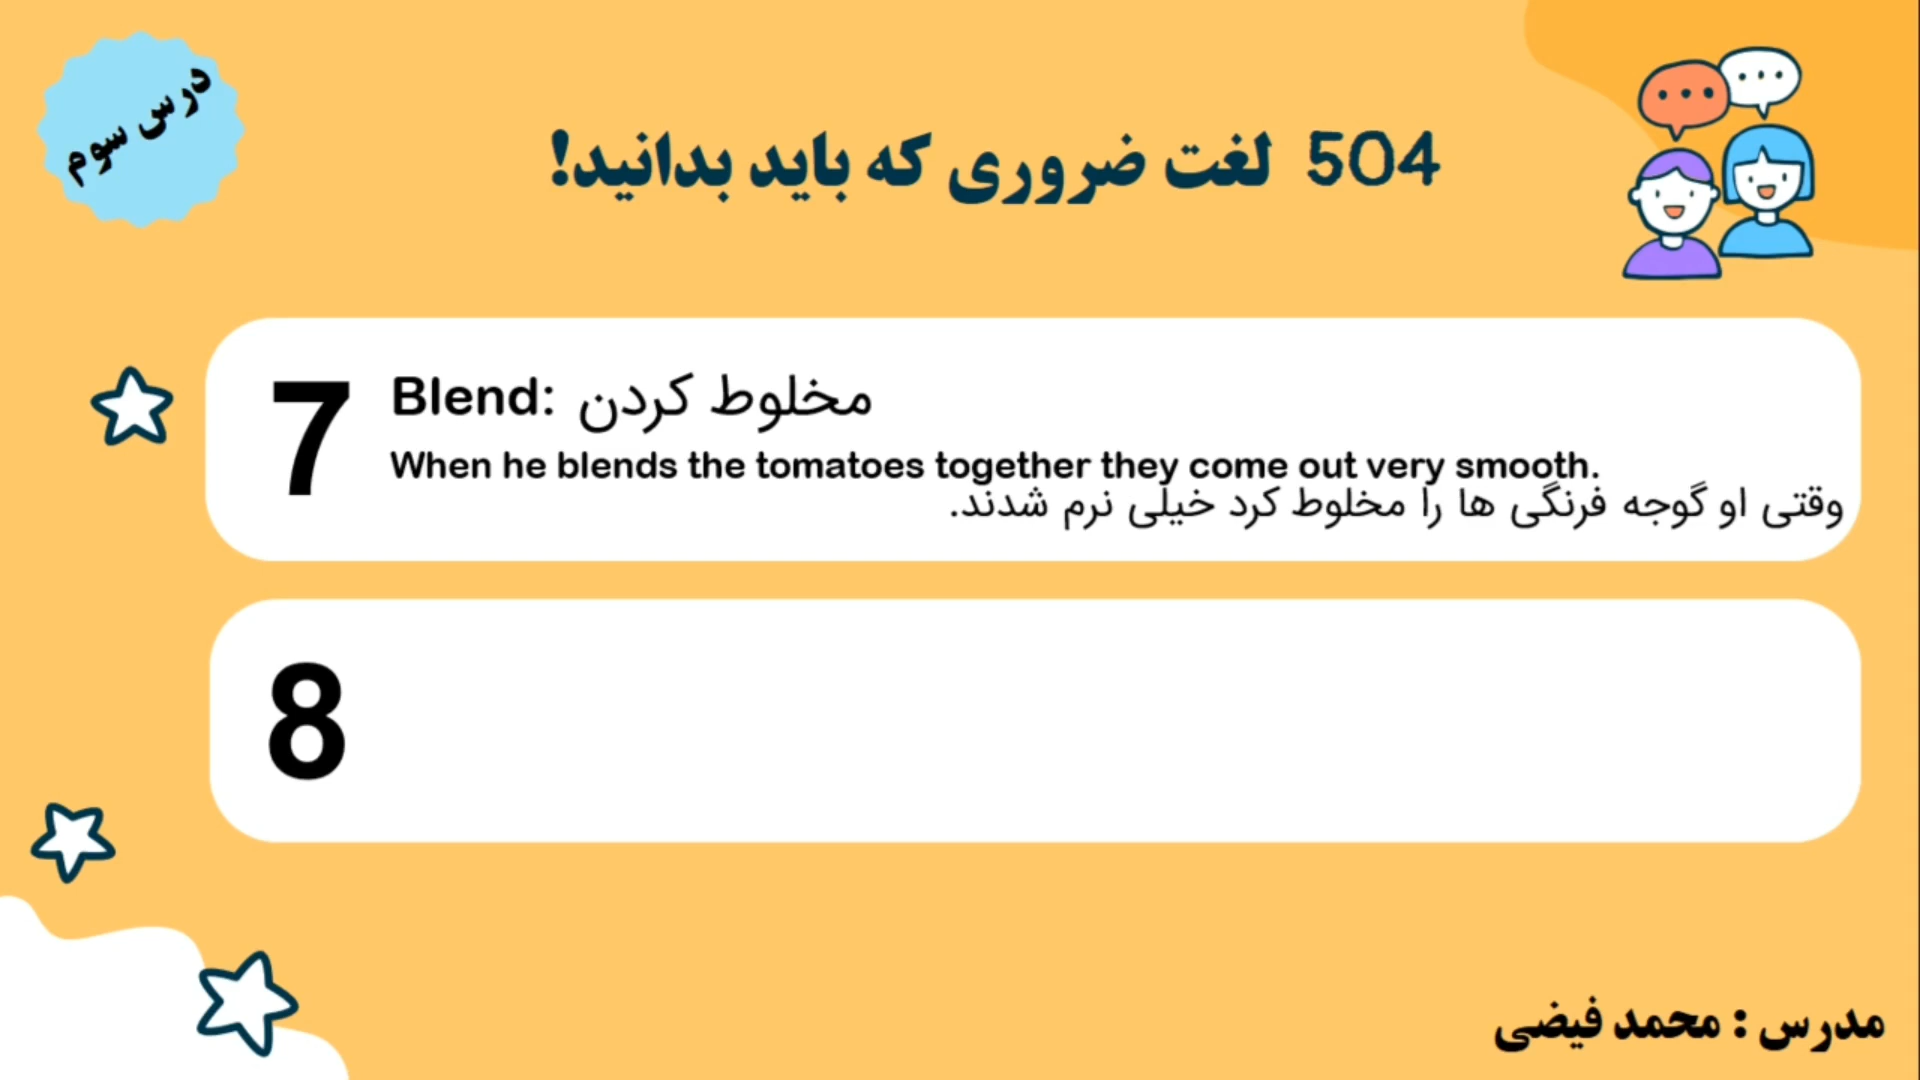 درس سوم
504 لغت ضروری که باید بدانید!
7
Blend: مخلوط کردن
When he blends the tomatoes together they come out very smooth.
وقتی او گوجه فرنگی ها را مخلوط کرد خیلی نرم شدند.
8
مدرس : محمد فیضی